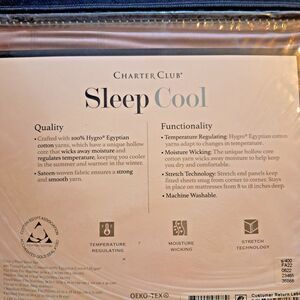 CHARTER CLUB®
Sleep Cool
Quality
• Crafted with 100% Hygro® Egyptian
cotton yarns, which have a unique hollow
core that wicks away moisture and
regulates temperature, keeping you cooler
in the summer and warmer in the winter.
• Sateen woven fabric ensures a strong
and smooth yarn.
Functionality
• Temperature Regulating: Hygro® Egyptian cotton
yarns adapt to changes in temperature.
• Moisture Wicking: The unique hollow core
cotton yarn wicks away moisture to help keep
you dry and comfortable.
• Stretch Technology: Stretch end panels keep
fitted sheets snug from corner to corner. Stays
in place on mattresses from 8 to 18 inches deep.
• Machine Washable.
TEMPERATURE
REGULATING
MOISTURE
WICKING
STRETCH
TECHNOLOGY
OEKO-TEX®
Customer Return Label